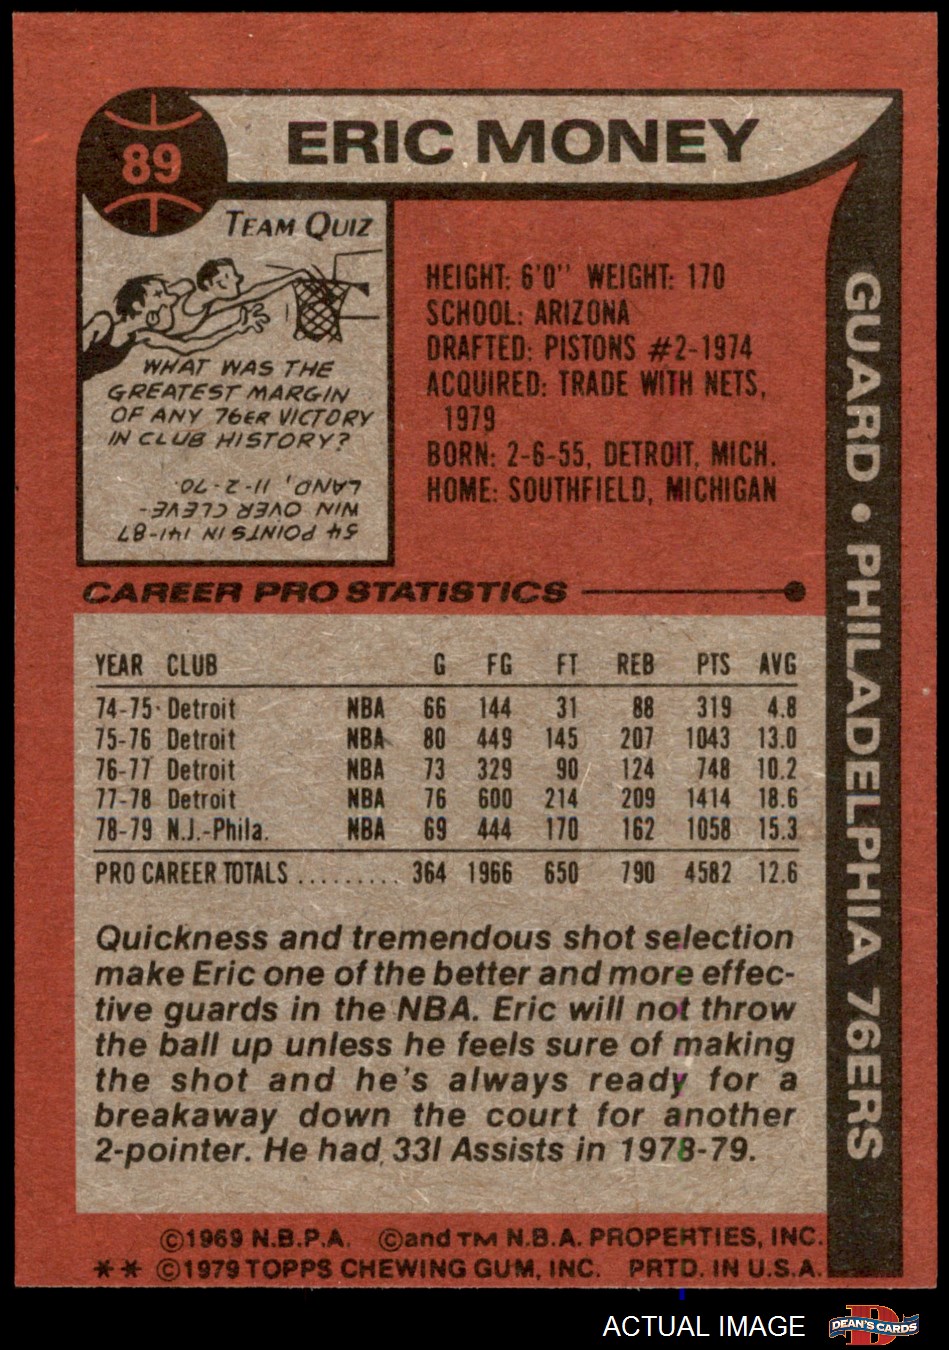 89
ERIC MONEY
TEAM QUIZ
WHAT WAS THE
GREATEST MARGIN
OF ANY 76ER VICTORY
IN CLUB HISTORY?
54 POINTS IN 141-87
WIN OVER CLEVE-
LAND, 11-2-70.
HEIGHT: 6'0" WEIGHT: 170
SCHOOL: ARIZONA
DRAFTED: PISTONS #2-1974
ACQUIRED: TRADE WITH NETS,
1979
BORN: 2-6-55, DETROIT, MICH.
HOME: SOUTHFIELD, MICHIGAN
GUARD • PHILADELPHIA 76ERS
CAREER PRO STATISTICS
YEAR CLUB G FG FT REB PTS AVG
74-75 Detroit NBA 66 144 31 88 319 4.8
75-76 Detroit NBA 80 449 145 207 1043 13.0
76-77 Detroit NBA 73 329 90 124 748 10.2
77-78 Detroit NBA 76 600 214 209 1414 18.6
78-79 N.J.-Phila. NBA 69 444 170 162 1058 15.3
PRO CAREER TOTALS ......... 364 1966 650 790 4582 12.6
Quickness and tremendous shot selection
make Eric one of the better and more effec-
tive guards in the NBA. Eric will not throw
the ball up unless he feels sure of making
the shot and he's always ready for a
breakaway down the court for another
2-pointer. He had 331 Assists in 1978-79.
©1969 N.B.P.A. ©and TM N.B.A. PROPERTIES, INC.
** ©1979 TOPPS CHEWING GUM, INC. PRTD. IN U.S.A.
ACTUAL IMAGE
DEAN'S CARDS